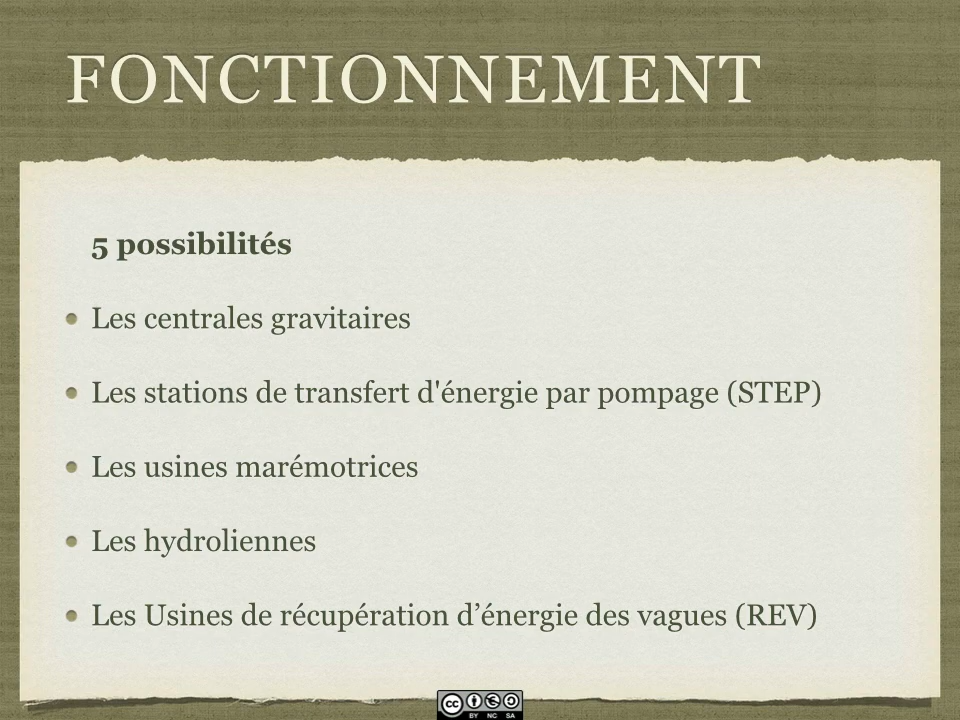 FONCTIONNEMENT
5 possibilités
Les centrales gravitaires
Les stations de transfert d'énergie par pompage (STEP)
Les usines marémotrices
Les hydroliennes
Les Usines de récupération d’énergie des vagues (REV)
cc
BY NC SA